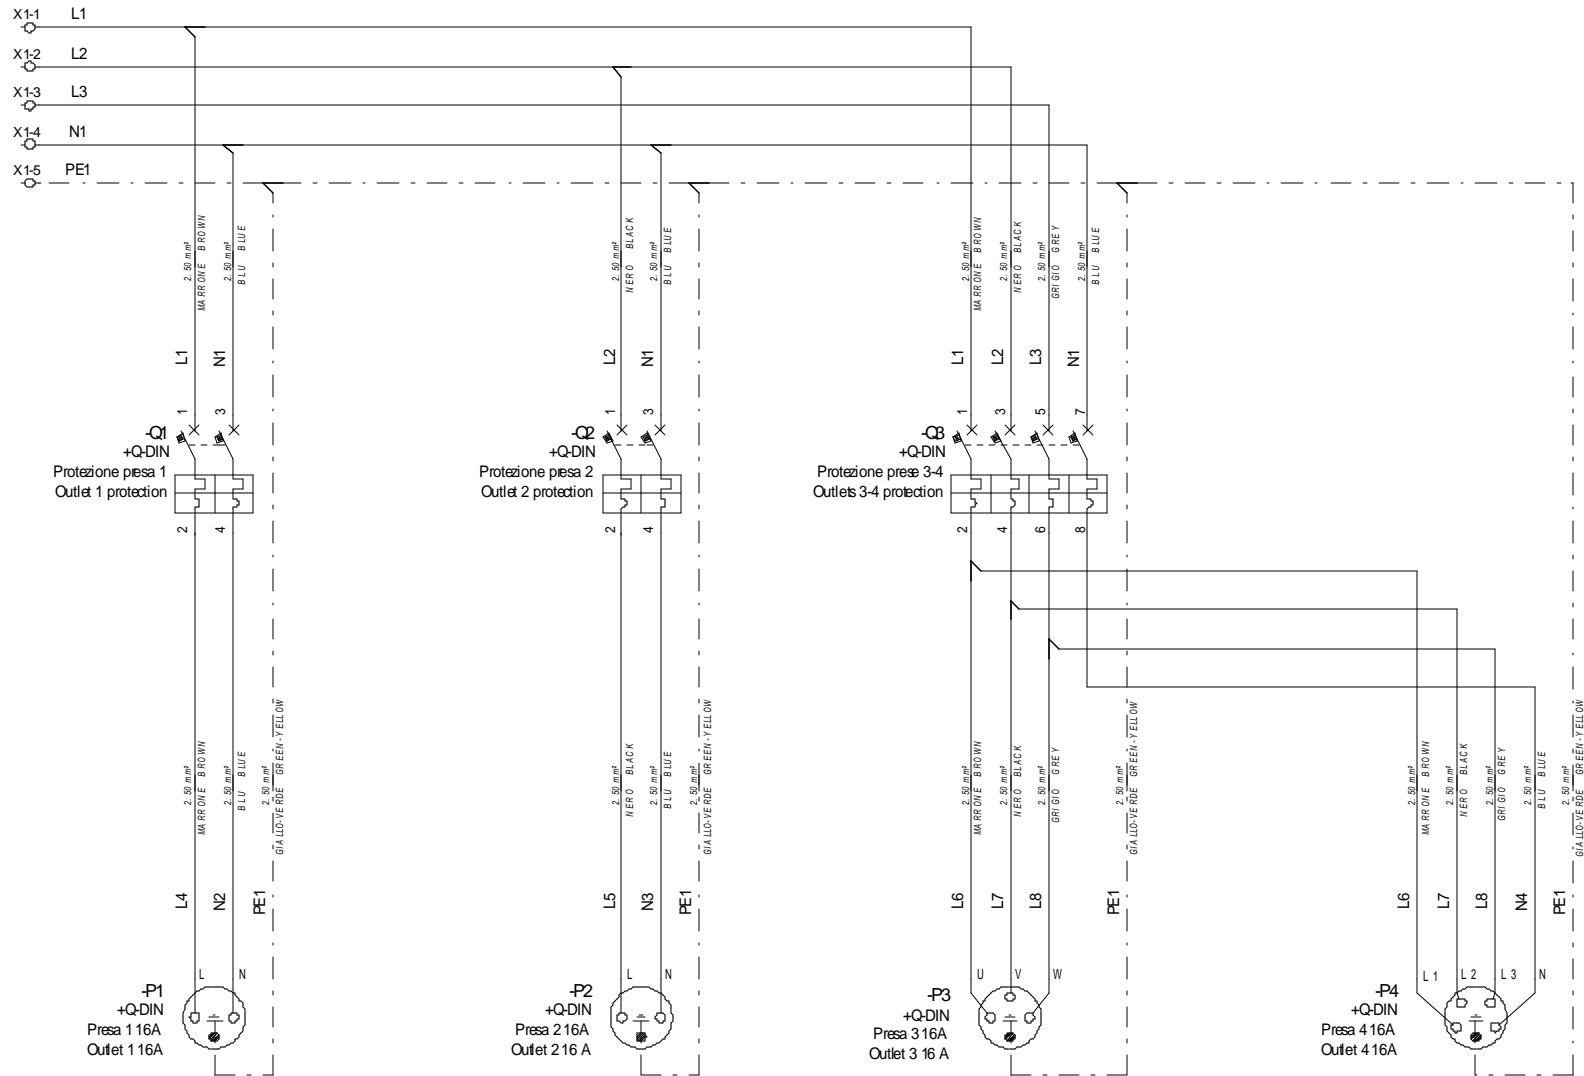 X1-1 L1
X1-2 L2
X1-3 L3
X1-4 N1
X1-5 PE1
2.50 mm²
MARRONE BROWN
2.50 mm²
BLU BLUE
2.50 mm²
NERO BLACK
2.50 mm²
BLU BLUE
2.50 mm²
MARRONE BROWN
2.50 mm²
NERO BLACK
2.50 mm²
GRIGIO GREY
2.50 mm²
BLU BLUE
L1 N1 L2 N1 L1 L2 L3 N1
1 3 1 3 1 3 5 7
-Q1
+Q-DIN
Protezione presa 1
Outlet 1 protection
-Q2
+Q-DIN
Protezione presa 2
Outlet 2 protection
-Q3
+Q-DIN
Protezione prese 3-4
Outlets 3-4 protection
2 4 2 4 2 4 6 8
2.50 mm²
MARRONE BROWN
2.50 mm²
BLU BLUE
2.50 mm²
GIALLO-VERDE GREEN-YELLOW
2.50 mm²
NERO BLACK
2.50 mm²
BLU BLUE
2.50 mm²
GIALLO-VERDE GREEN-YELLOW
2.50 mm²
MARRONE BROWN
2.50 mm²
NERO BLACK
2.50 mm²
GRIGIO GREY
2.50 mm²
GIALLO-VERDE GREEN-YELLOW
2.50 mm²
MARRONE BROWN
2.50 mm²
NERO BLACK
2.50 mm²
GRIGIO GREY
2.50 mm²
BLU BLUE
2.50 mm²
GIALLO-VERDE GREEN-YELLOW
L4 N2 PE1 L5 N3 PE1 L6 L7 L8 PE1 L6 L7 L8 N4 PE1
L N L N U V W L1 L2 L3 N
-P1
+Q-DIN
Presa 1 16A
Outlet 1 16A
-P2
+Q-DIN
Presa 2 16A
Outlet 2 16 A
-P3
+Q-DIN
Presa 3 16A
Outlet 3 16 A
-P4
+Q-DIN
Presa 4 16A
Outlet 4 16A